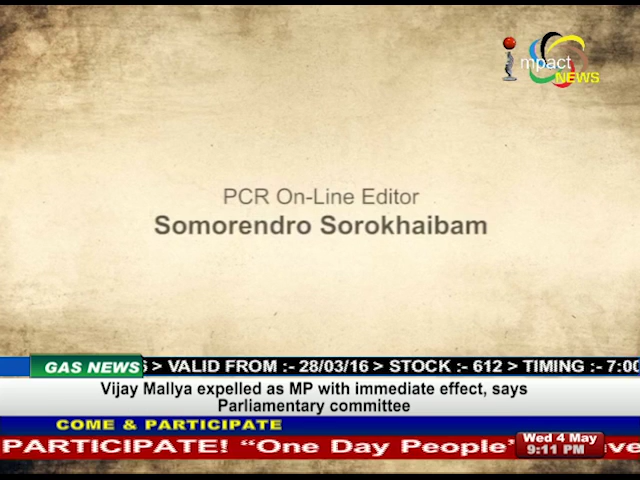 impact
NEWS
PCR On-Line Editor
Somorendro Sorokhaibam
GAS NEWS
6 > VALID FROM :- 28/03/16 > STOCK :- 612 > TIMING :- 7:00
Vijay Mallya expelled as MP with immediate effect, says
Parliamentary committee
COME & PARTICIPATE
PARTICIPATE! “One Day People’
Wed 4 May
9:11 PM